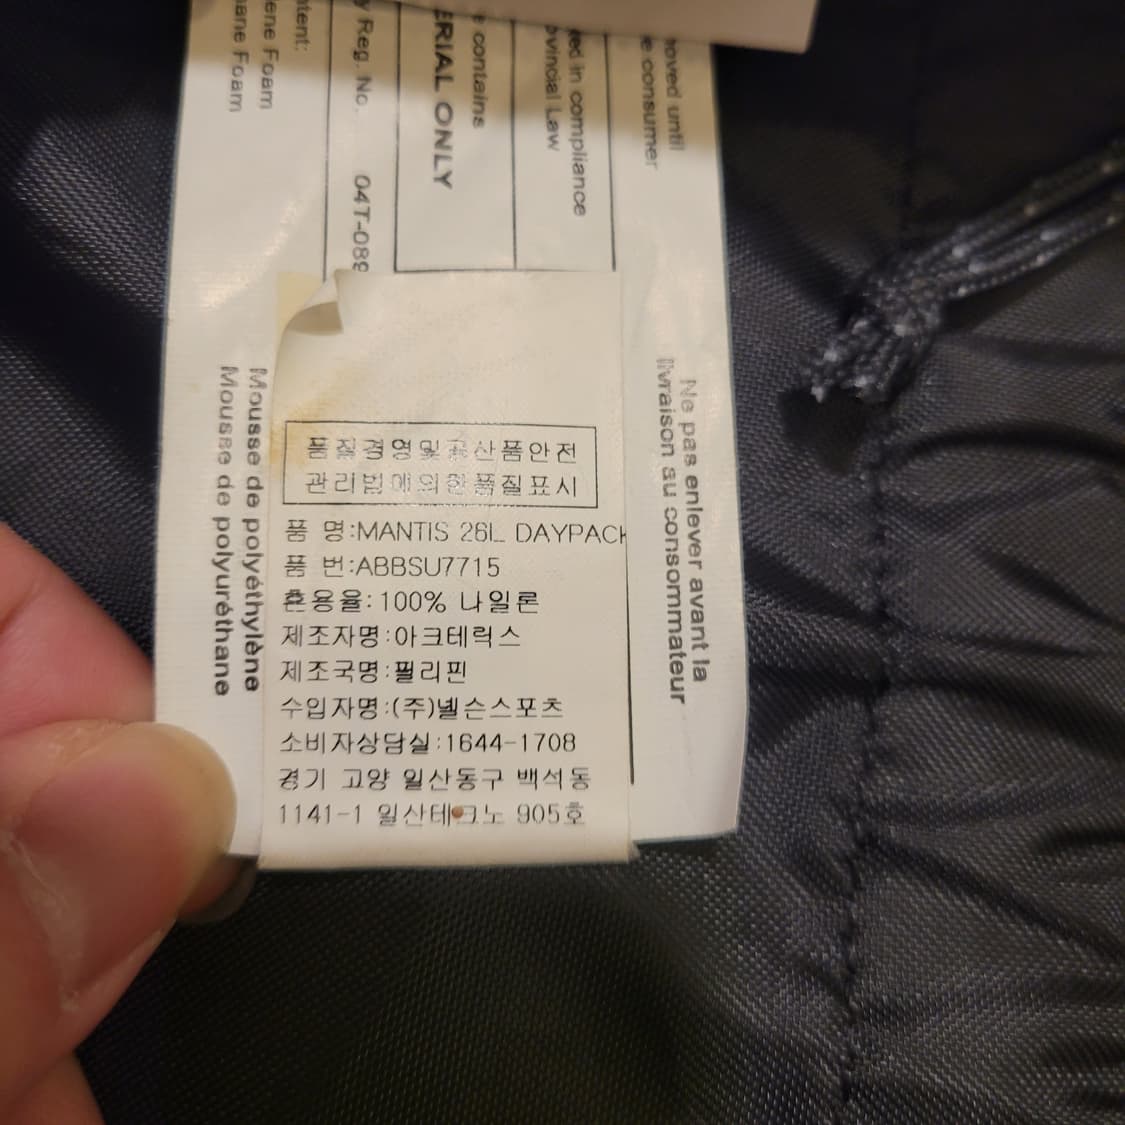 품질경형및공산품안전
관리법에의한품질표시
품 명:MANTIS 26L DAYPACK
품 번:ABBSU7715
혼용율:100% 나일론
제조자명:아크테릭스
제조국명:필리핀
수입자명:(주)넬슨스포츠
소비자상담실:1644-1708
경기 고양 일산동구 백석동
1141-1 일산테크노 905호
oved until
e consumer
ed in compliance
ovincial Law
e contains
ERIAL ONLY
y Reg. No. 04T-089
tent:
ene Foam
ane Foam
Ne pas enlever avant la
livraison au consommateur
Mousse de polyéthylène
Mousse de polyuréthane